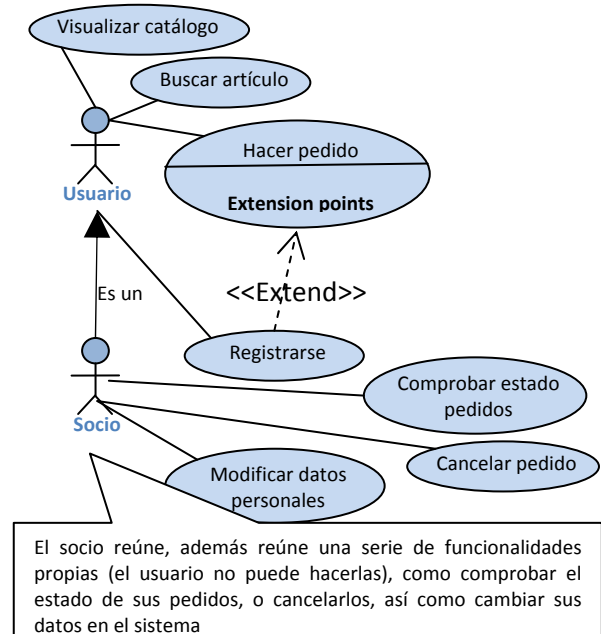 Visualizar catálogo
Buscar artículo
Hacer pedido
Usuario
Extension points
Es un
<<Extend>>
Registrarse
Comprobar estado
pedidos
Socio
Cancelar pedido
Modificar datos
personales
El socio reúne, además reúne una serie de funcionalidades
propias (el usuario no puede hacerlas), como comprobar el
estado de sus pedidos, o cancelarlos, así como cambiar sus
datos en el sistema